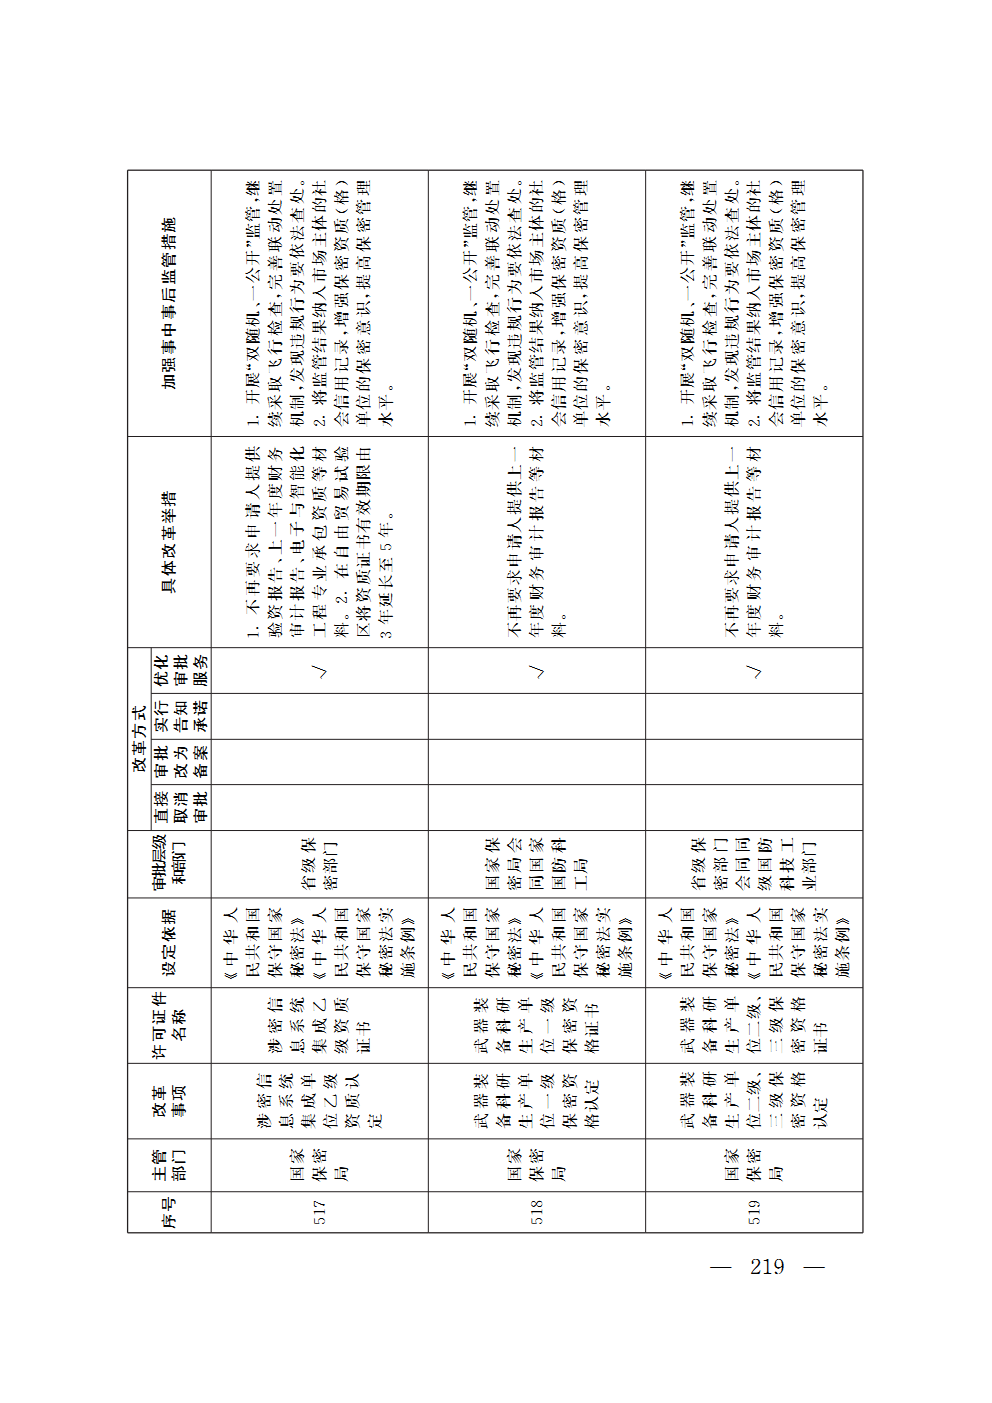 序号
主管
部门
改革
事项
许可证件
名称
设定依据
审批层级
和部门
改革方式
直接
取消
审批
审批
改为
备案
实行
告知
承诺
优化
审批
服务
具体改革举措
加强事中事后监管措施
517
国家
保密
局
涉密信
息系统
集成单
位乙级
资质认
定
涉密信
息系统
集成乙
级资质
证书
《中华人
民共和国
保守国家
秘密法》
《中华人
民共和国
保守国家
秘密法实
施条例》
省级保
密部门
√
1. 不再要求申请人提供
验资报告、上一年度财务
审计报告、电子与智能化
工程专业承包资质等材
料。2. 在自由贸易试验
区将资质证书有效期限由
3年延长至5年。
1. 开展“双随机、一公开”监管,继
续采取飞行检查,完善联动处置
机制,发现违规行为要依法查处。
2. 将监管结果纳入市场主体的社
会信用记录,增强保密资质(格)
单位的保密意识,提高保密管理
水平。
518
国家
保密
局
武器装
备科研
生产单
位一级
保密资
格认定
武器装
备科研
生产单
位一级
保密资
格证书
《中华人
民共和国
保守国家
秘密法》
《中华人
民共和国
保守国家
秘密法实
施条例》
国家保
密局会
同国家
国防科
工局
√
不再要求申请人提供上一
年度财务审计报告等材
料。
1. 开展“双随机、一公开”监管,继
续采取飞行检查,完善联动处置
机制,发现违规行为要依法查处。
2. 将监管结果纳入市场主体的社
会信用记录,增强保密资质(格)
单位的保密意识,提高保密管理
水平。
519
国家
保密
局
武器装
备科研
生产单
位二级、
三级保
密资格
认定
武器装
备科研
生产单
位二级、
三级保
密资格
证书
《中华人
民共和国
保守国家
秘密法》
《中华人
民共和国
保守国家
秘密法实
施条例》
省级保
密部门
会同同
级国防
科技工
业部门
√
不再要求申请人提供上一
年度财务审计报告等材
料。
1. 开展“双随机、一公开”监管,继
续采取飞行检查,完善联动处置
机制,发现违规行为要依法查处。
2. 将监管结果纳入市场主体的社
会信用记录,增强保密资质(格)
单位的保密意识,提高保密管理
水平。
— 219 —